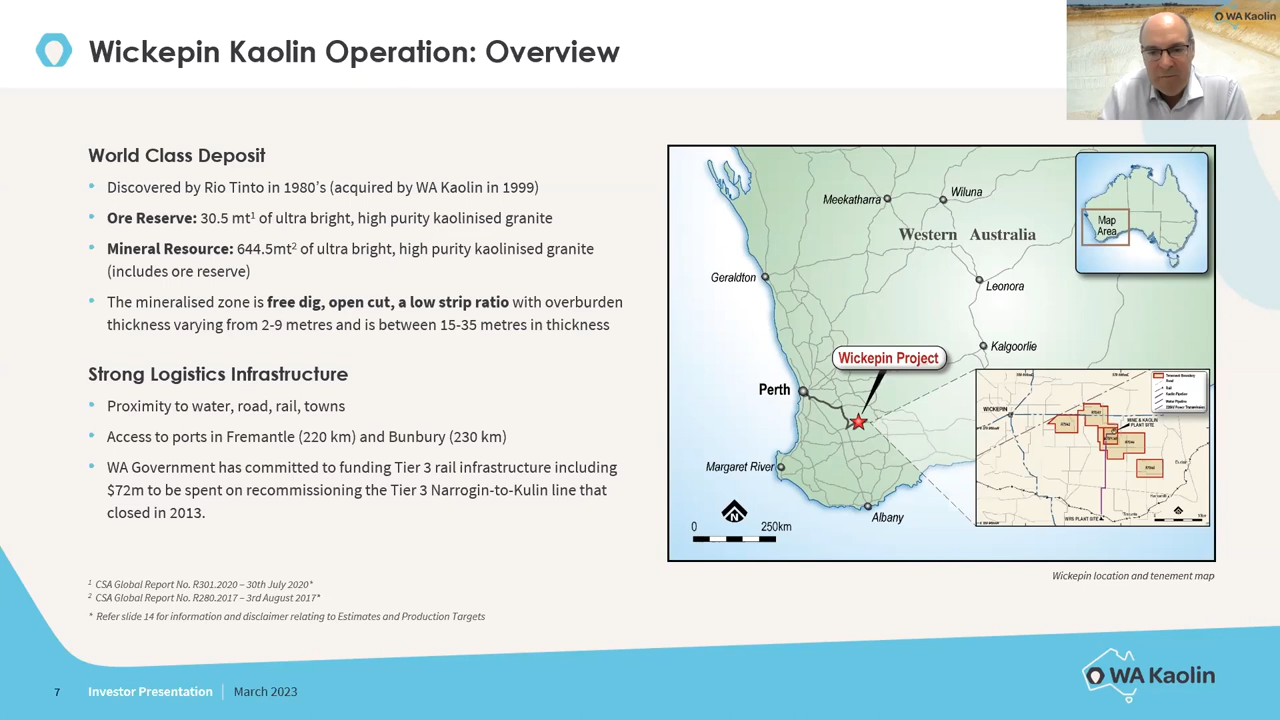 Wickepin Kaolin Operation: Overview
WA Kaolin
World Class Deposit
• Discovered by Rio Tinto in 1980's (acquired by WA Kaolin in 1999)
• Ore Reserve: 30.5 mt¹ of ultra bright, high purity kaolinised granite
• Mineral Resource: 644.5mt² of ultra bright, high purity kaolinised granite
(includes ore reserve)
• The mineralised zone is free dig, open cut, a low strip ratio with overburden
thickness varying from 2-9 metres and is between 15-35 metres in thickness
Strong Logistics Infrastructure
• Proximity to water, road, rail, towns
• Access to ports in Fremantle (220 km) and Bunbury (230 km)
• WA Government has committed to funding Tier 3 rail infrastructure including
$72m to be spent on recommissioning the Tier 3 Narrogin-to-Kulin line that
closed in 2013.
¹ CSA Global Report No. R301.2020 – 30th July 2020*
² CSA Global Report No. R280.2017 – 3rd August 2017*
* Refer slide 14 for information and disclaimer relating to Estimates and Production Targets
Meekatharra
Wiluna
Western Australia
Map
Area
Geraldton
Leonora
Kalgoorlie
Wickepin Project
Perth
Margaret River
Albany
N
0 250km
WICKEPIN
MINE & KAOLIN
PLANT SITE
Wickepin location and tenement map
7 Investor Presentation March 2023
WA Kaolin